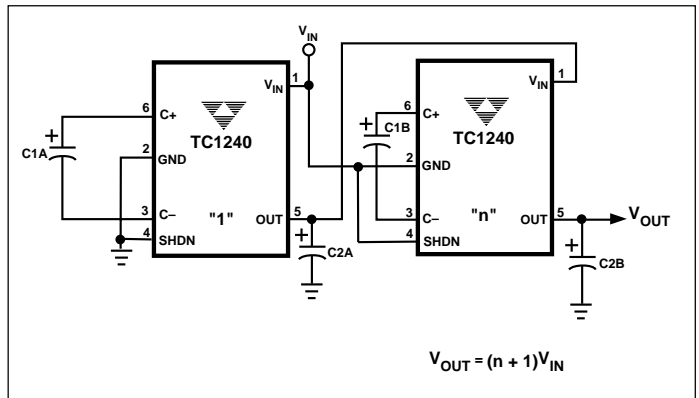 V_IN
1
V_IN
6
C+
TC1240
C1A
+
2
GND
3
C–
"1"
OUT
5
4
SHDN
+
C2A
1
V_IN
6
C+
TC1240
C1B
+
2
GND
3
C–
"n"
OUT
5
V_OUT
4
SHDN
+
C2B
V_OUT = (n + 1)V_IN